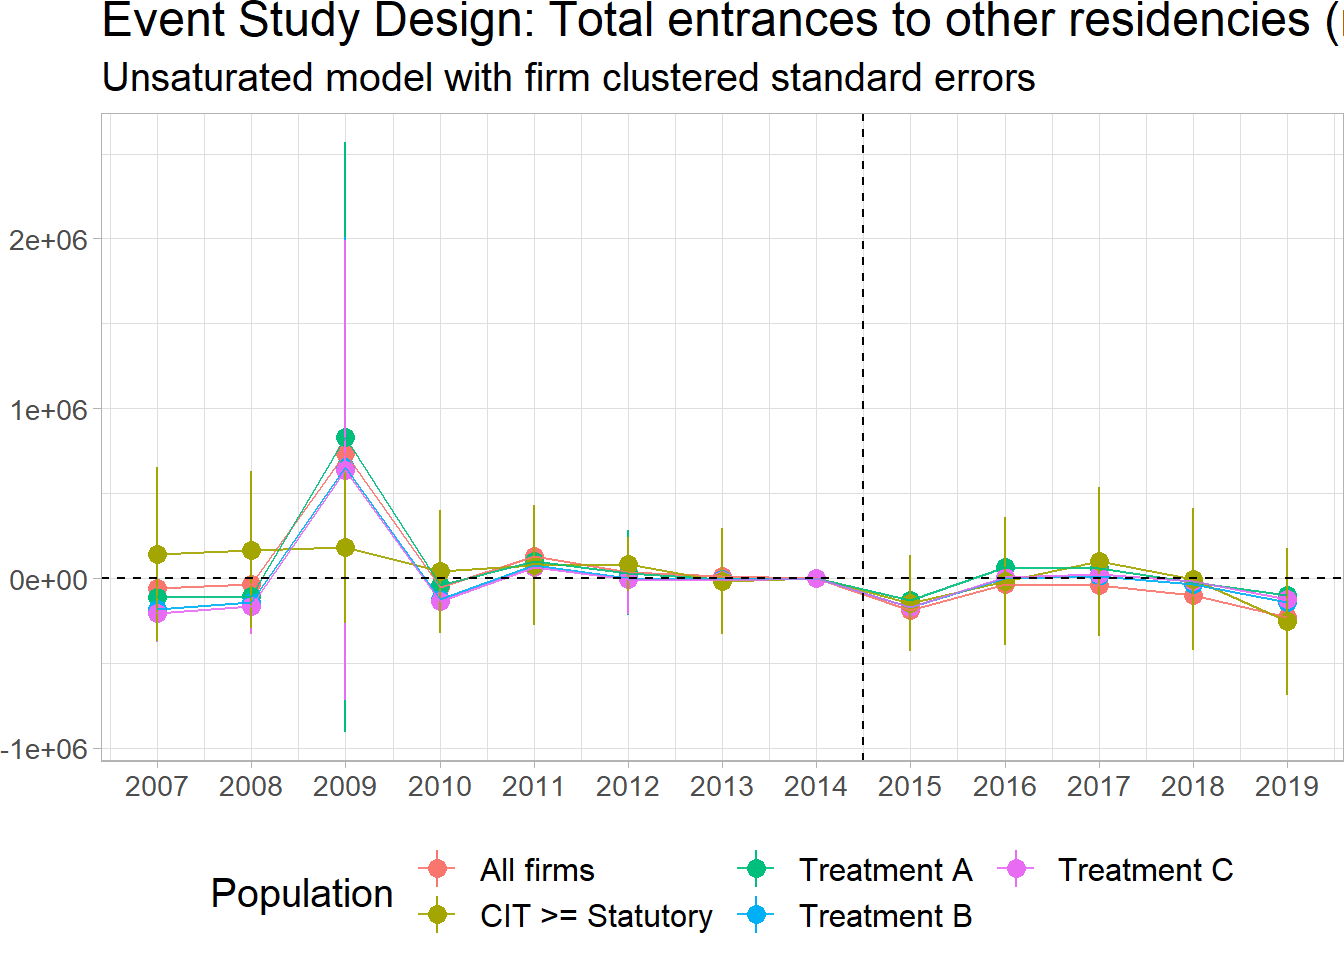 Event Study Design: Total entrances to other residencies (
Unsaturated model with firm clustered standard errors
2e+06
1e+06
0e+00
-1e+06
2007 2008 2009 2010 2011 2012 2013 2014 2015 2016 2017 2018 2019
Population
All firms
Treatment A
Treatment C
CIT >= Statutory
Treatment B